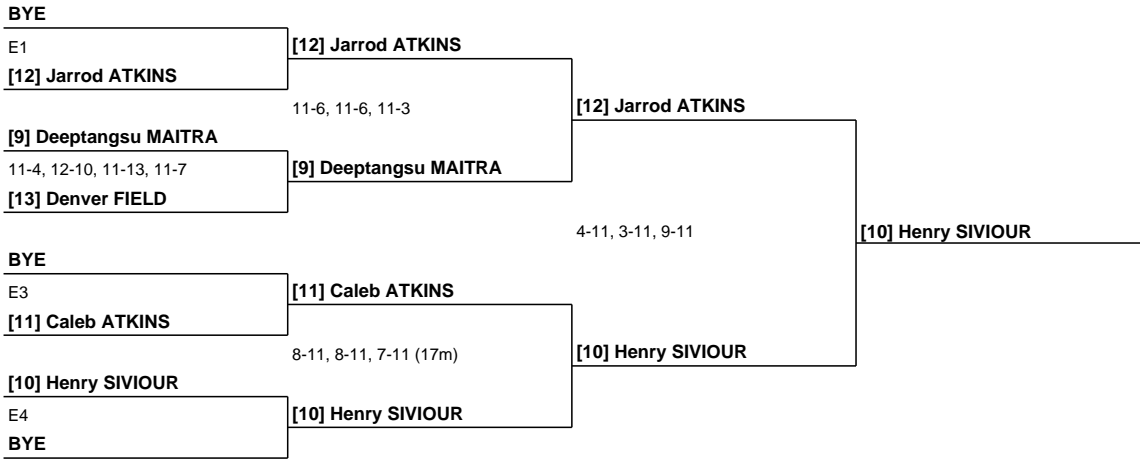 BYE
E1
[12] Jarrod ATKINS
[12] Jarrod ATKINS
11-6, 11-6, 11-3
[12] Jarrod ATKINS
[9] Deeptangsu MAITRA
11-4, 12-10, 11-13, 11-7
[9] Deeptangsu MAITRA
[13] Denver FIELD
4-11, 3-11, 9-11
[10] Henry SIVIOUR
BYE
E3
[11] Caleb ATKINS
[11] Caleb ATKINS
8-11, 8-11, 7-11 (17m)
[10] Henry SIVIOUR
[10] Henry SIVIOUR
E4
[10] Henry SIVIOUR
BYE